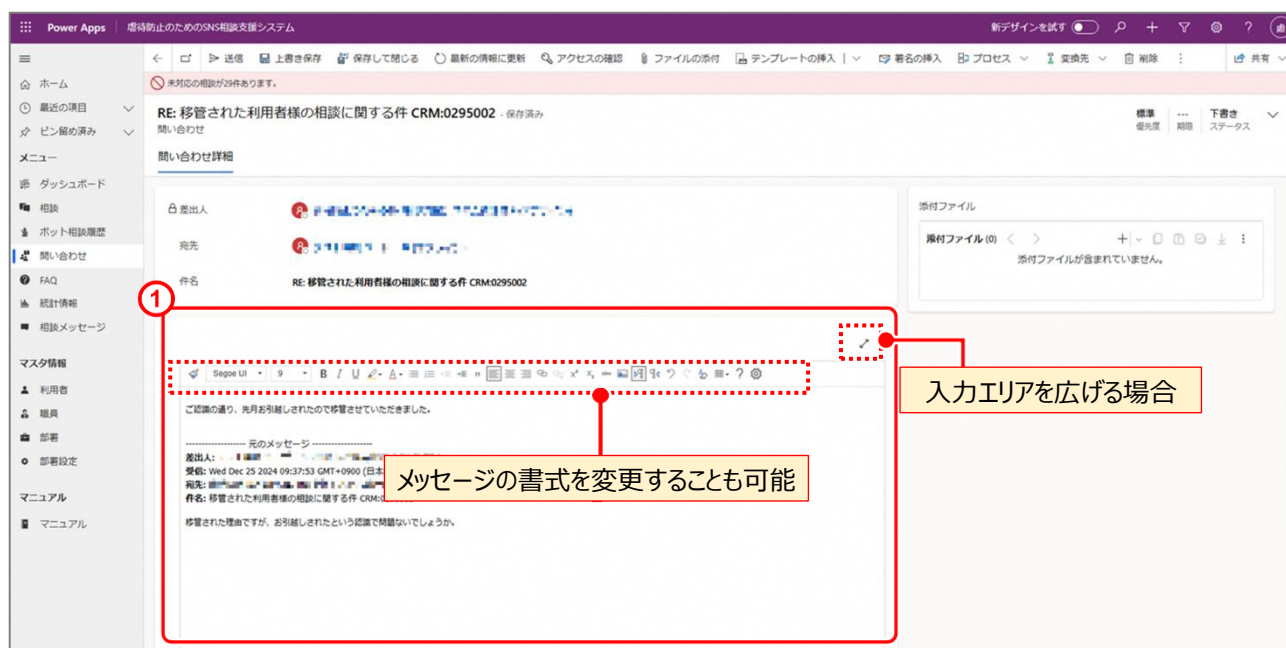 Power Apps 虐待防止のためのSNS相談支援システム 新デザインを試す
送信 上書き保存 保存して閉じる 最新の情報に更新 アクセスの確認 ファイルの添付 テンプレートの挿入 署名の挿入 プロセス 変換先 削除 共有
ホーム
未対応の相談が29件あります。
最近の項目
ピン留め済み
RE: 移管された利用者様の相談に関する件 CRM:0295002 - 保存済み
問い合わせ
標準 --- 下書き
優先度 期限 ステータス
メニュー
問い合わせ詳細
ダッシュボード
相談
ボット相談履歴
問い合わせ
FAQ
統計情報
相談メッセージ
マスタ情報
利用者
職員
部署
部署設定
マニュアル
マニュアル
差出人
宛先
件名 RE: 移管された利用者様の相談に関する件 CRM:0295002
添付ファイル
添付ファイル (0)
添付ファイルが含まれていません。
1
入力エリアを広げる場合
Segoe UI 9 B I U
ご認識の通り、先月お引越しされたので移管させていただきました。
------------------ 元のメッセージ ------------------
差出人:
受信: Wed Dec 25 2024 09:37:53 GMT+0900 (日本
宛先:
件名: 移管された利用者様の相談に関する件
メッセージの書式を変更することも可能
移管された理由ですが、お引越しされたという認識で問題ないでしょうか。